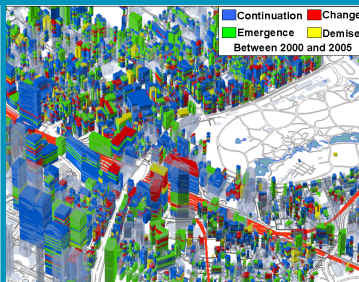 Continuation Change
Emergence Demise
Between 2000 and 2005